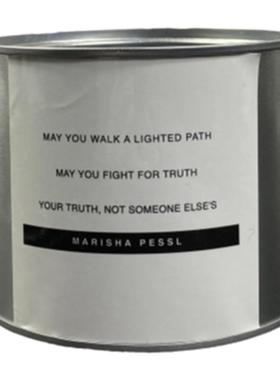 MAY YOU WALK A LIGHTED PATH
MAY YOU FIGHT FOR TRUTH
YOUR TRUTH, NOT SOMEONE ELSE'S
MARISHA PESSL